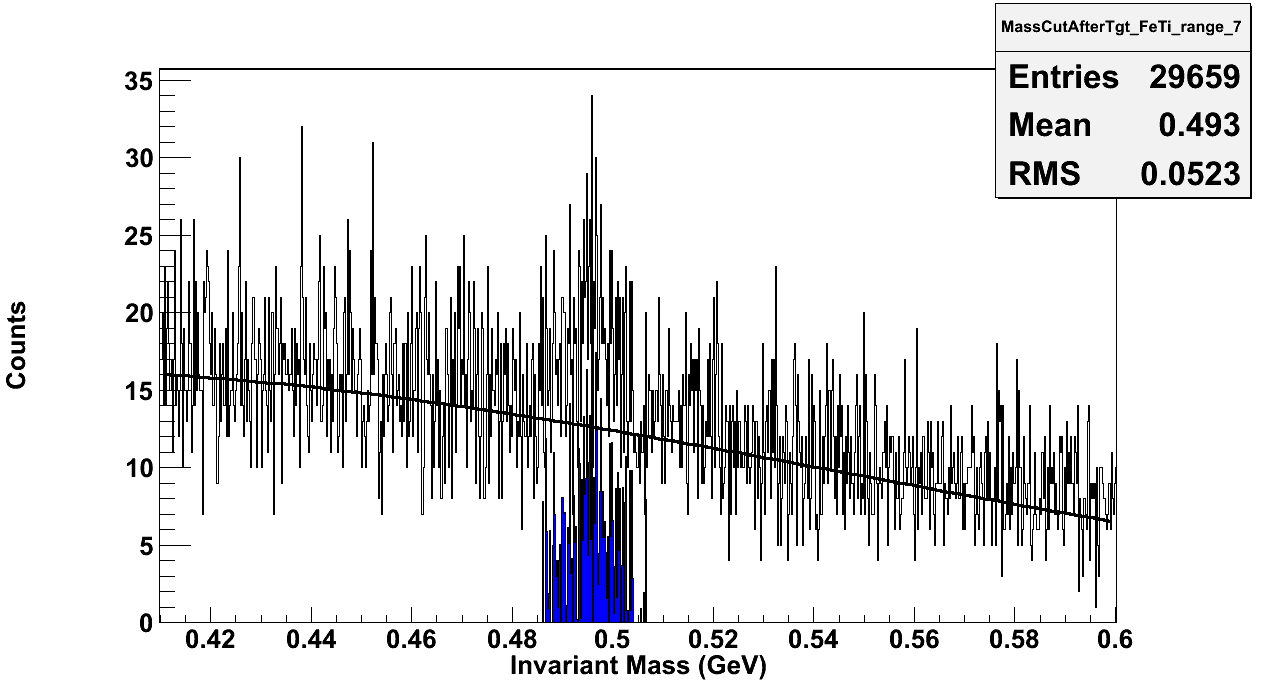 MassCutAfterTgt_FeTi_range_7
Entries 29659
Mean 0.493
RMS 0.0523
35
30
25
20
15
10
5
0
Counts
0.42 0.44 0.46 0.48 0.5 0.52 0.54 0.56 0.58 0.6
Invariant Mass (GeV)